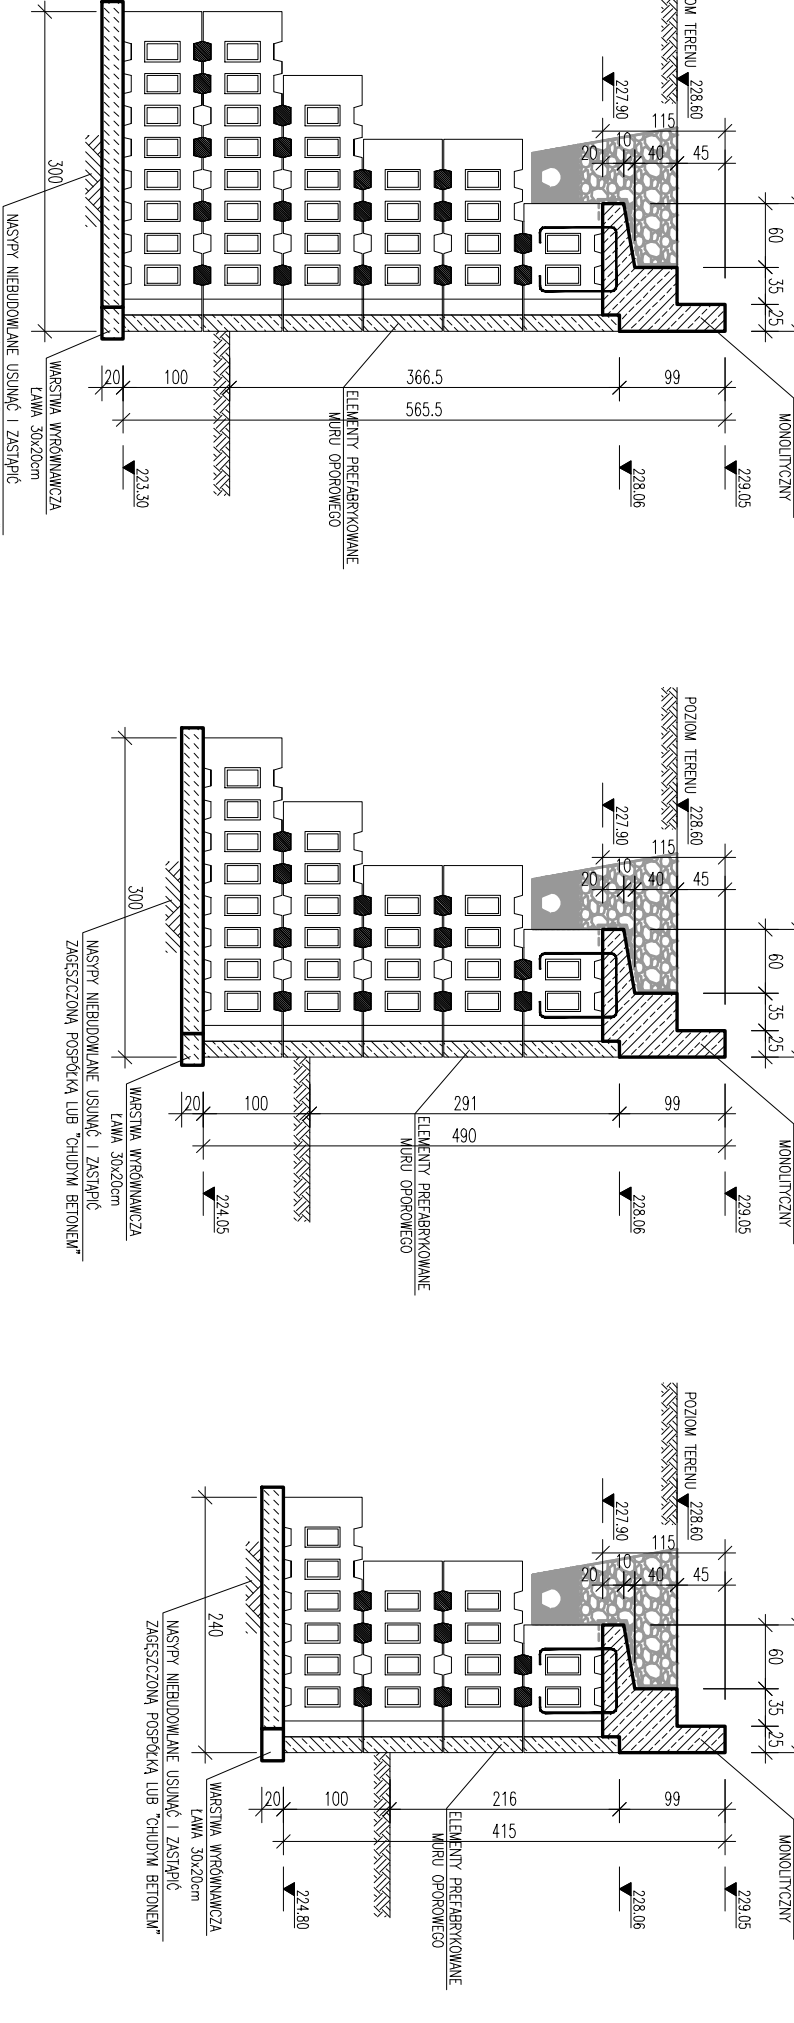 OM TERENU
228.60
227.90
115
10
20
40
45
60
35
25
300
NASYPY NIEBUDOWLANE USUNĄĆ I ZASTĄPIĆ
WARSTWA WYRÓWNAWCZA
ŁAWA 30x20cm
20
100
366.5
99
565.5
ELEMENTY PREFABRYKOWANE
MURU OPOROWEGO
MONOLITYCZNY
223.30
228.06
229.05
POZIOM TERENU
228.60
227.90
115
10
20
40
45
60
35
25
300
NASYPY NIEBUDOWLANE USUNĄĆ I ZASTĄPIĆ
ZAGĘSZCZONĄ POSPÓŁKĄ LUB "CHUDYM BETONEM"
WARSTWA WYRÓWNAWCZA
ŁAWA 30x20cm
20
100
291
99
490
ELEMENTY PREFABRYKOWANE
MURU OPOROWEGO
MONOLITYCZNY
224.05
228.06
229.05
POZIOM TERENU
228.60
227.90
115
10
20
40
45
60
35
25
240
NASYPY NIEBUDOWLANE USUNĄĆ I ZASTĄPIĆ
ZAGĘSZCZONĄ POSPÓŁKĄ LUB "CHUDYM BETONEM"
WARSTWA WYRÓWNAWCZA
ŁAWA 30x20cm
20
100
216
99
415
ELEMENTY PREFABRYKOWANE
MURU OPOROWEGO
MONOLITYCZNY
224.80
228.06
229.05